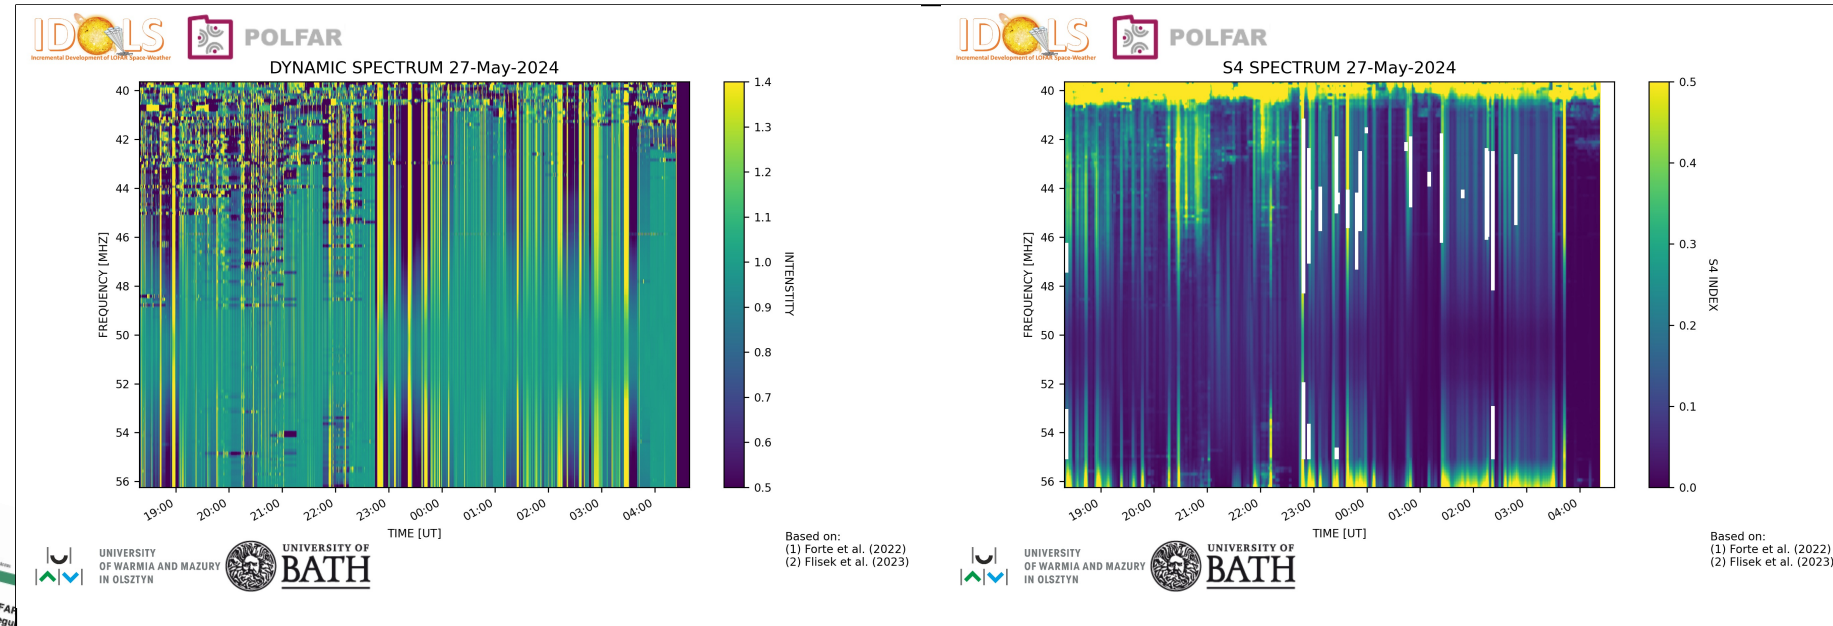 IDOLS
Incremental Development of LOFAR Space-Weather
POLFAR
DYNAMIC SPECTRUM 27-May-2024
40
42
44
46
48
50
52
54
56
FREQUENCY [MHZ]
19:00
20:00
21:00
22:00
23:00
00:00
01:00
02:00
03:00
04:00
TIME [UT]
1.4
1.3
1.2
1.1
1.0
0.9
0.8
0.7
0.6
0.5
INTENSTITY
UNIVERSITY
OF WARMIA AND MAZURY
IN OLSZTYN
UNIVERSITY OF
BATH
Based on:
(1) Forte et al. (2022)
(2) Flisek et al. (2023)
IDOLS
Incremental Development of LOFAR Space-Weather
POLFAR
S4 SPECTRUM 27-May-2024
40
42
44
46
48
50
52
54
56
FREQUENCY [MHZ]
19:00
20:00
21:00
22:00
23:00
00:00
01:00
02:00
03:00
04:00
TIME [UT]
0.5
0.4
0.3
0.2
0.1
0.0
S4 INDEX
UNIVERSITY
OF WARMIA AND MAZURY
IN OLSZTYN
UNIVERSITY OF
BATH
Based on:
(1) Forte et al. (2022)
(2) Flisek et al. (2023)